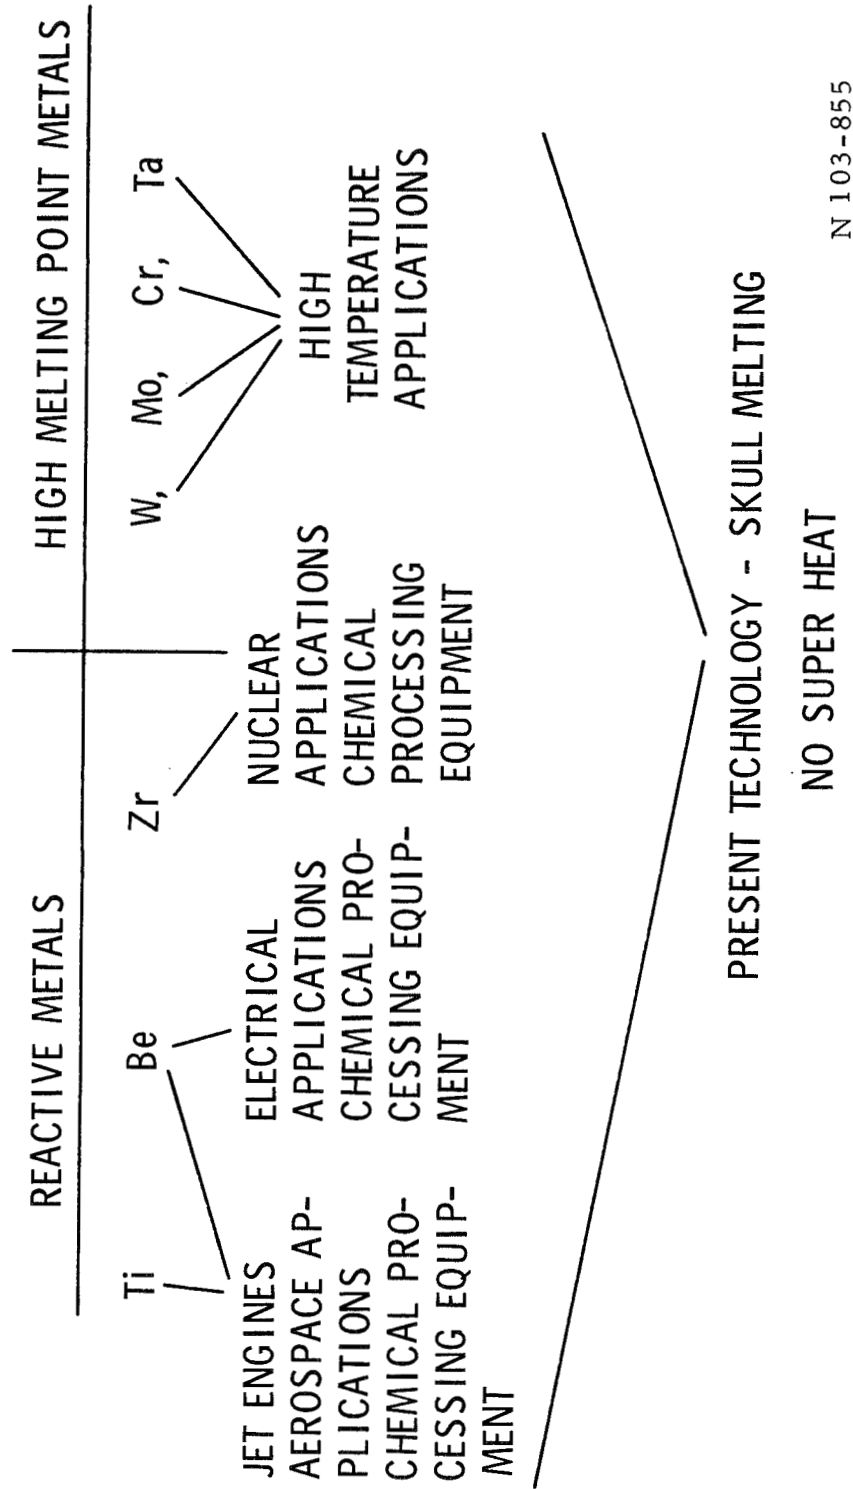 REACTIVE METALS
HIGH MELTING POINT METALS
Ti
Be
Zr
W, Mo, Cr, Ta
JET ENGINES
AEROSPACE AP-
PLICATIONS
CHEMICAL PRO-
CESSING EQUIP-
MENT
ELECTRICAL
APPLICATIONS
CHEMICAL PRO-
CESSING EQUIP-
MENT
NUCLEAR
APPLICATIONS
CHEMICAL
PROCESSING
EQUIPMENT
HIGH
TEMPERATURE
APPLICATIONS
PRESENT TECHNOLOGY - SKULL MELTING
NO SUPER HEAT
N 103-855